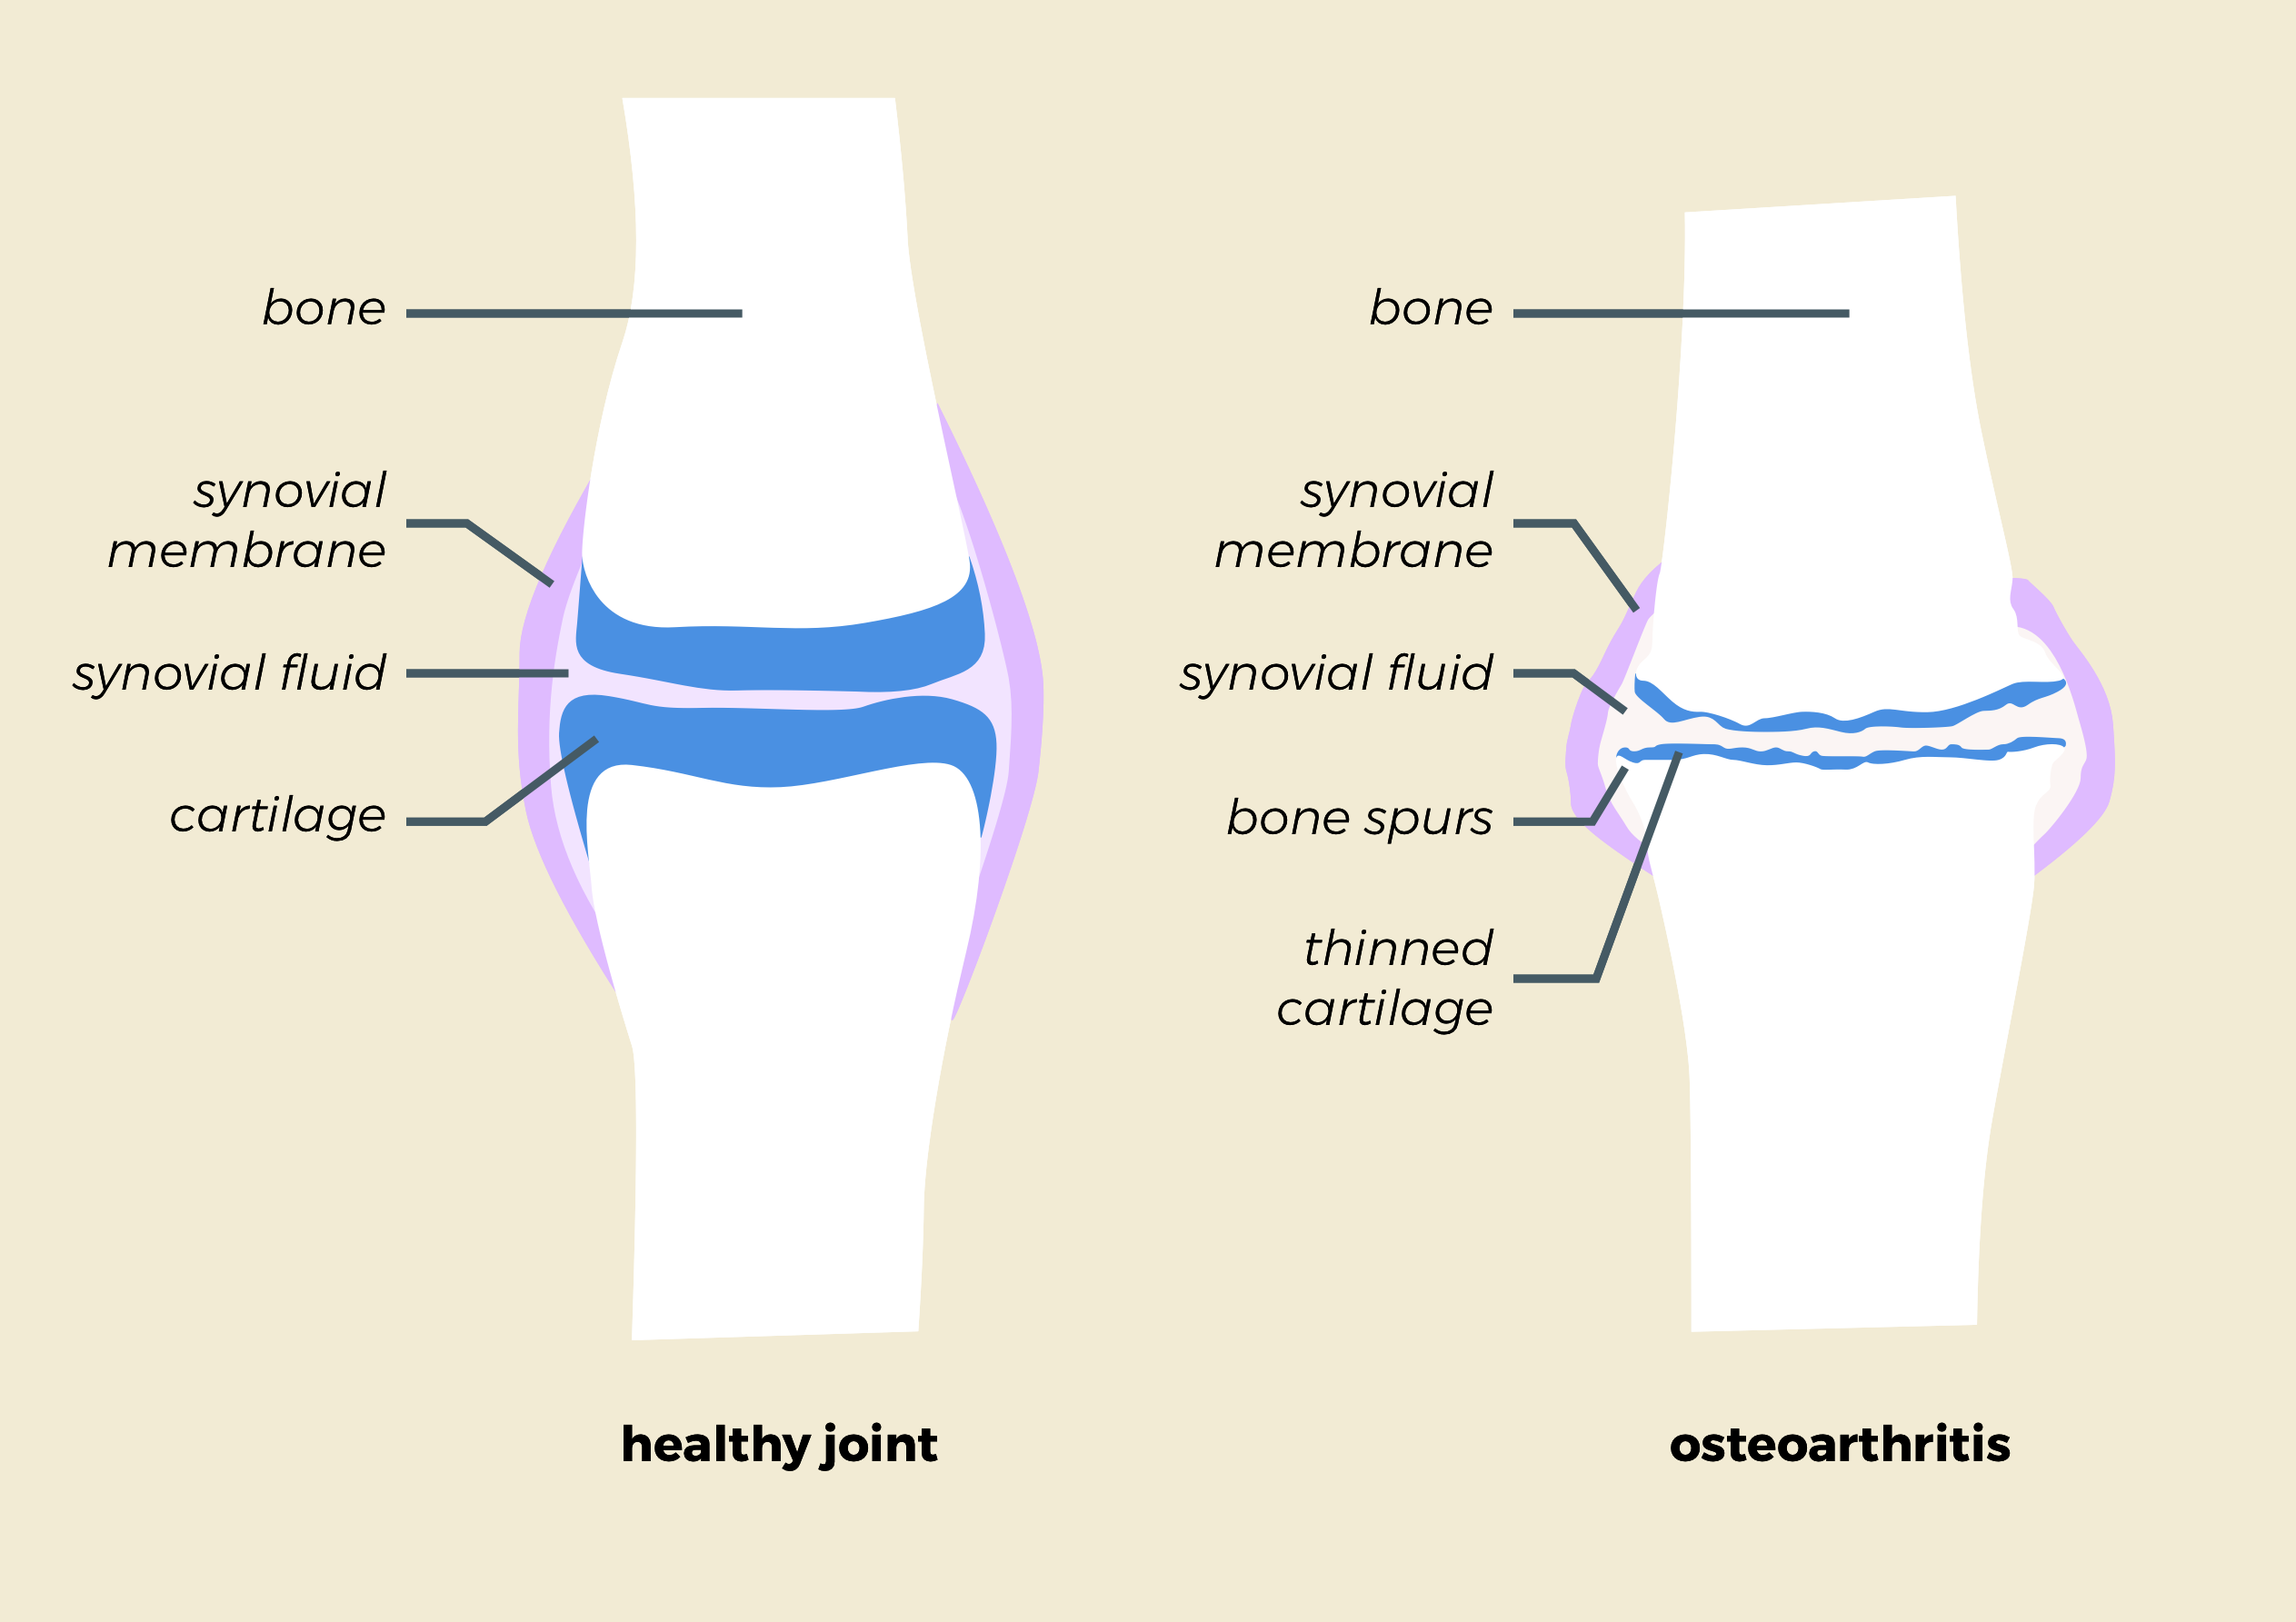 bone
synovial
membrane
synovial fluid
cartilage
healthy joint
bone
synovial
membrane
synovial fluid
bone spurs
thinned
cartilage
osteoarthritis